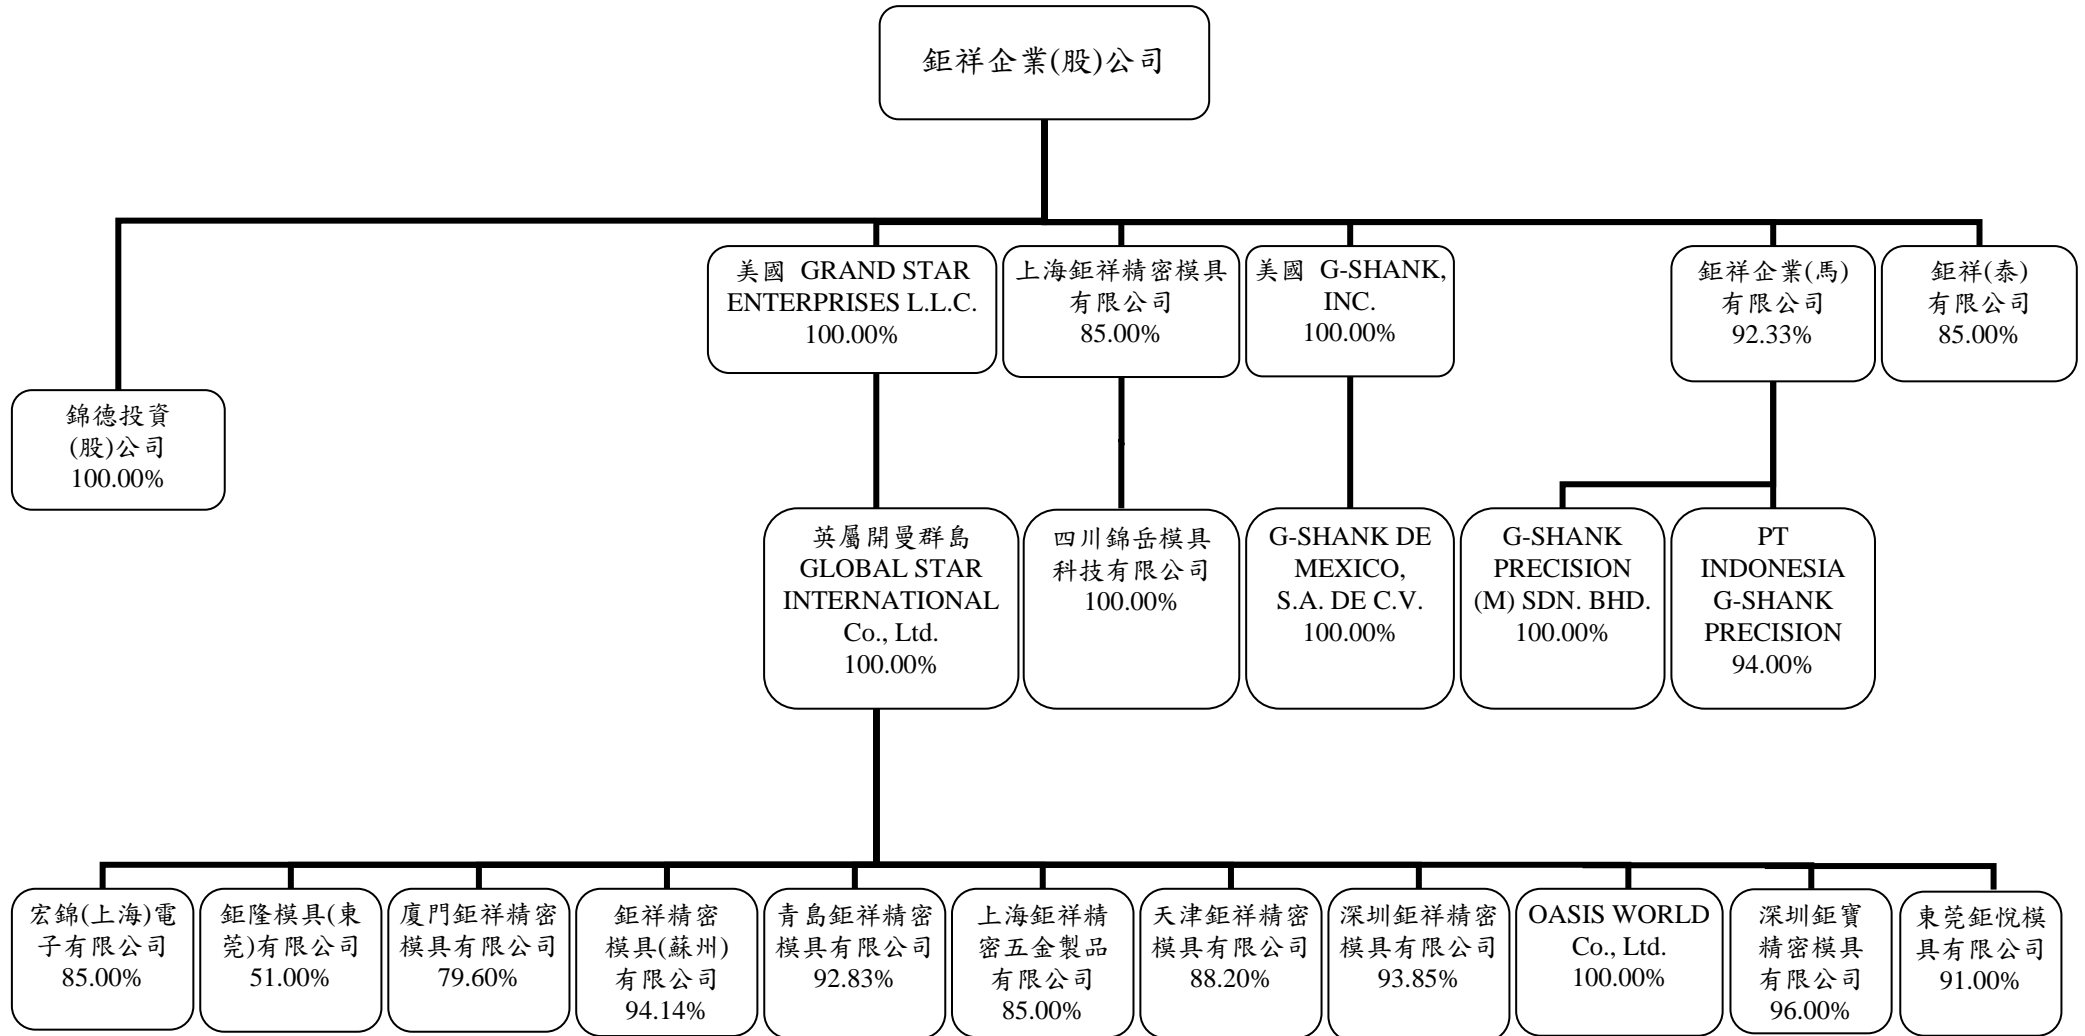 鉅祥企業(股)公司
美國 GRAND STAR
ENTERPRISES L.L.C.
100.00%
上海鉅祥精密模具
有限公司
85.00%
美國 G-SHANK,
INC.
100.00%
鉅祥企業(馬)
有限公司
92.33%
鉅祥(泰)
有限公司
85.00%
錦德投資
(股)公司
100.00%
英屬開曼群島
GLOBAL STAR
INTERNATIONAL
Co., Ltd.
100.00%
四川錦岳模具
科技有限公司
100.00%
G-SHANK DE
MEXICO,
S.A. DE C.V.
100.00%
G-SHANK
PRECISION
(M) SDN. BHD.
100.00%
PT
INDONESIA
G-SHANK
PRECISION
94.00%
宏錦(上海)電
子有限公司
85.00%
鉅隆模具(東
莞)有限公司
51.00%
廈門鉅祥精密
模具有限公司
79.60%
鉅祥精密
模具(蘇州)
有限公司
94.14%
青島鉅祥精密
模具有限公司
92.83%
上海鉅祥精
密五金製品
有限公司
85.00%
天津鉅祥精密
模具有限公司
88.20%
深圳鉅祥精密
模具有限公司
93.85%
OASIS WORLD
Co., Ltd.
100.00%
深圳鉅寶
精密模具
有限公司
96.00%
東莞鉅悅模
具有限公司
91.00%